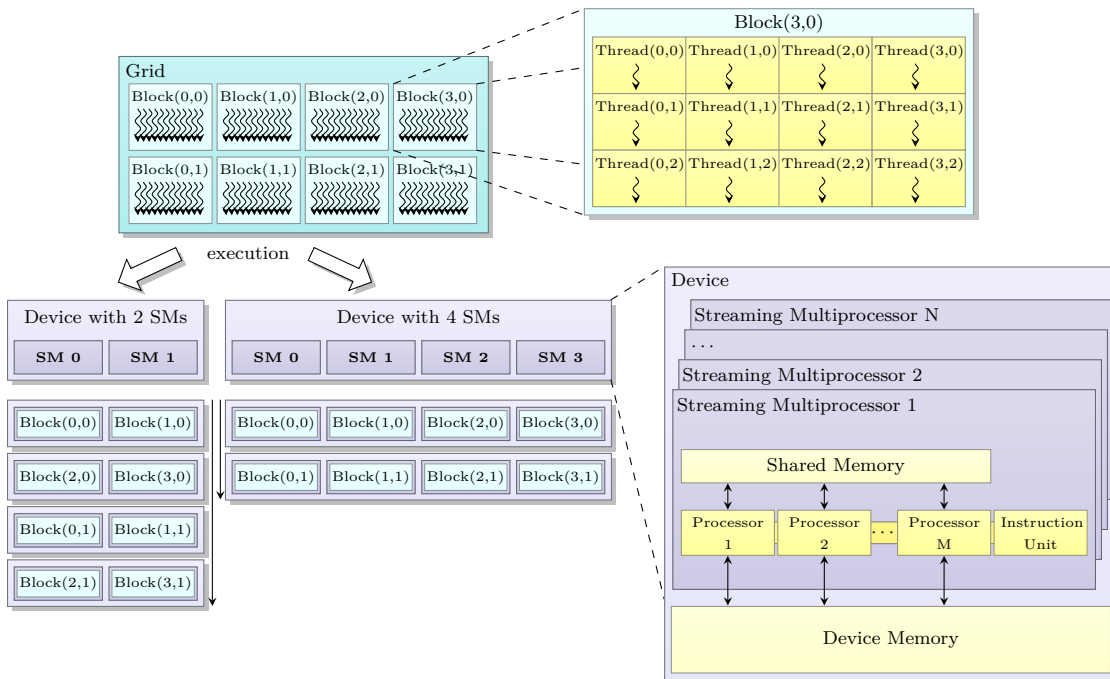 Block(3,0)
Thread(0,0) Thread(1,0) Thread(2,0) Thread(3,0)
Thread(0,1) Thread(1,1) Thread(2,1) Thread(3,1)
Thread(0,2) Thread(1,2) Thread(2,2) Thread(3,2)
Grid
Block(0,0) Block(1,0) Block(2,0) Block(3,0)
Block(0,1) Block(1,1) Block(2,1) Block(3,1)
execution
Device with 2 SMs
SM 0 SM 1
Block(0,0) Block(1,0)
Block(2,0) Block(3,0)
Block(0,1) Block(1,1)
Block(2,1) Block(3,1)
Device with 4 SMs
SM 0 SM 1 SM 2 SM 3
Block(0,0) Block(1,0) Block(2,0) Block(3,0)
Block(0,1) Block(1,1) Block(2,1) Block(3,1)
Device
Streaming Multiprocessor N
...
Streaming Multiprocessor 2
Streaming Multiprocessor 1
Shared Memory
Processor 1
Processor 2
...
Processor M
Instruction Unit
Device Memory